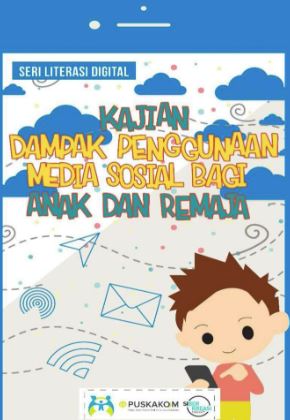 SERI LITERASI DIGITAL
KAJIAN
DAMPAK PENGGUNAAN
MEDIA SOSIAL BAGI
ANAK DAN REMAJA
PUSKAKOM